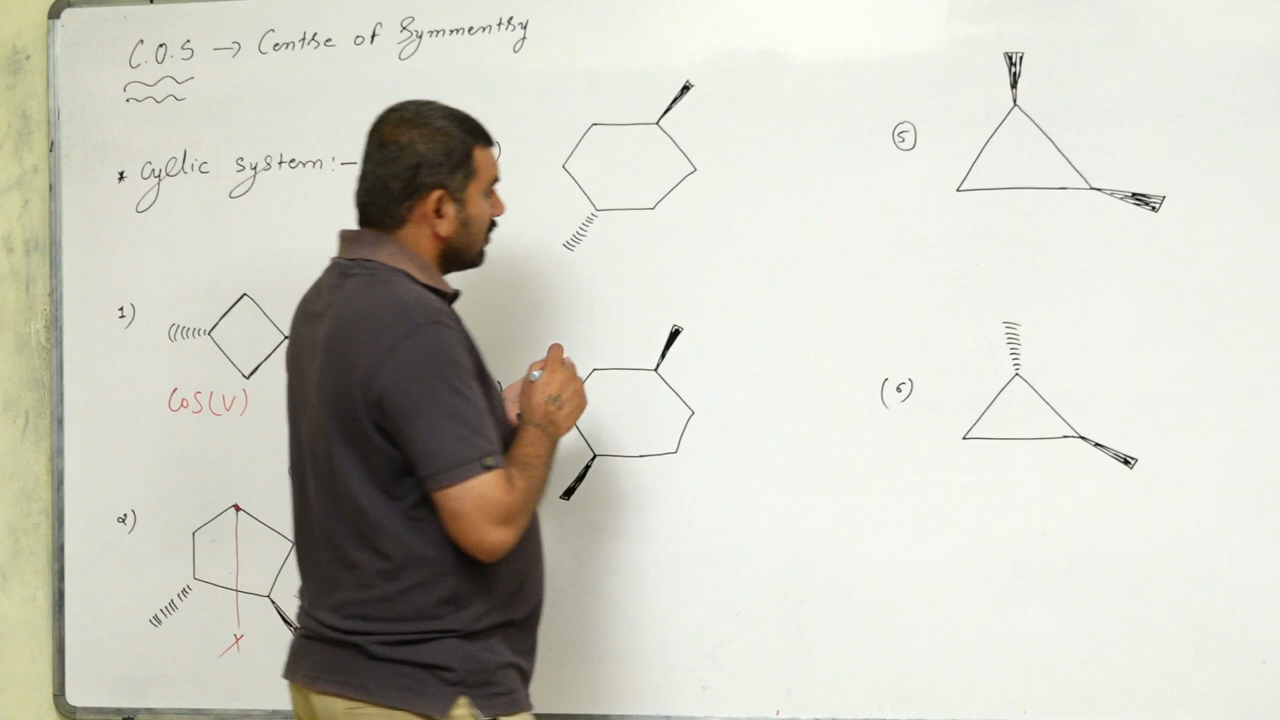 C.O.S → Centre of Symmentry
* Cyclic system:-
1)
COS(V)
2)
X
)
5
(6)